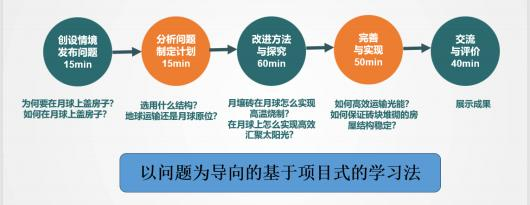 创设情境
发布问题
15min
分析问题
制定计划
15min
改进方法
与探究
60min
完善
与实现
50min
交流
与评价
40min
为何要在月球上盖房子？
如何在月球上盖房子？
选用什么结构？
地球运输还是月球原位？
月壤砖在月球怎么实现
高温烧制？
在月球上怎么实现高效
汇聚太阳光？
如何高效运输光能？
如何保证砖块堆砌的房
屋结构稳定？
展示成果
以问题为导向的基于项目式的学习法